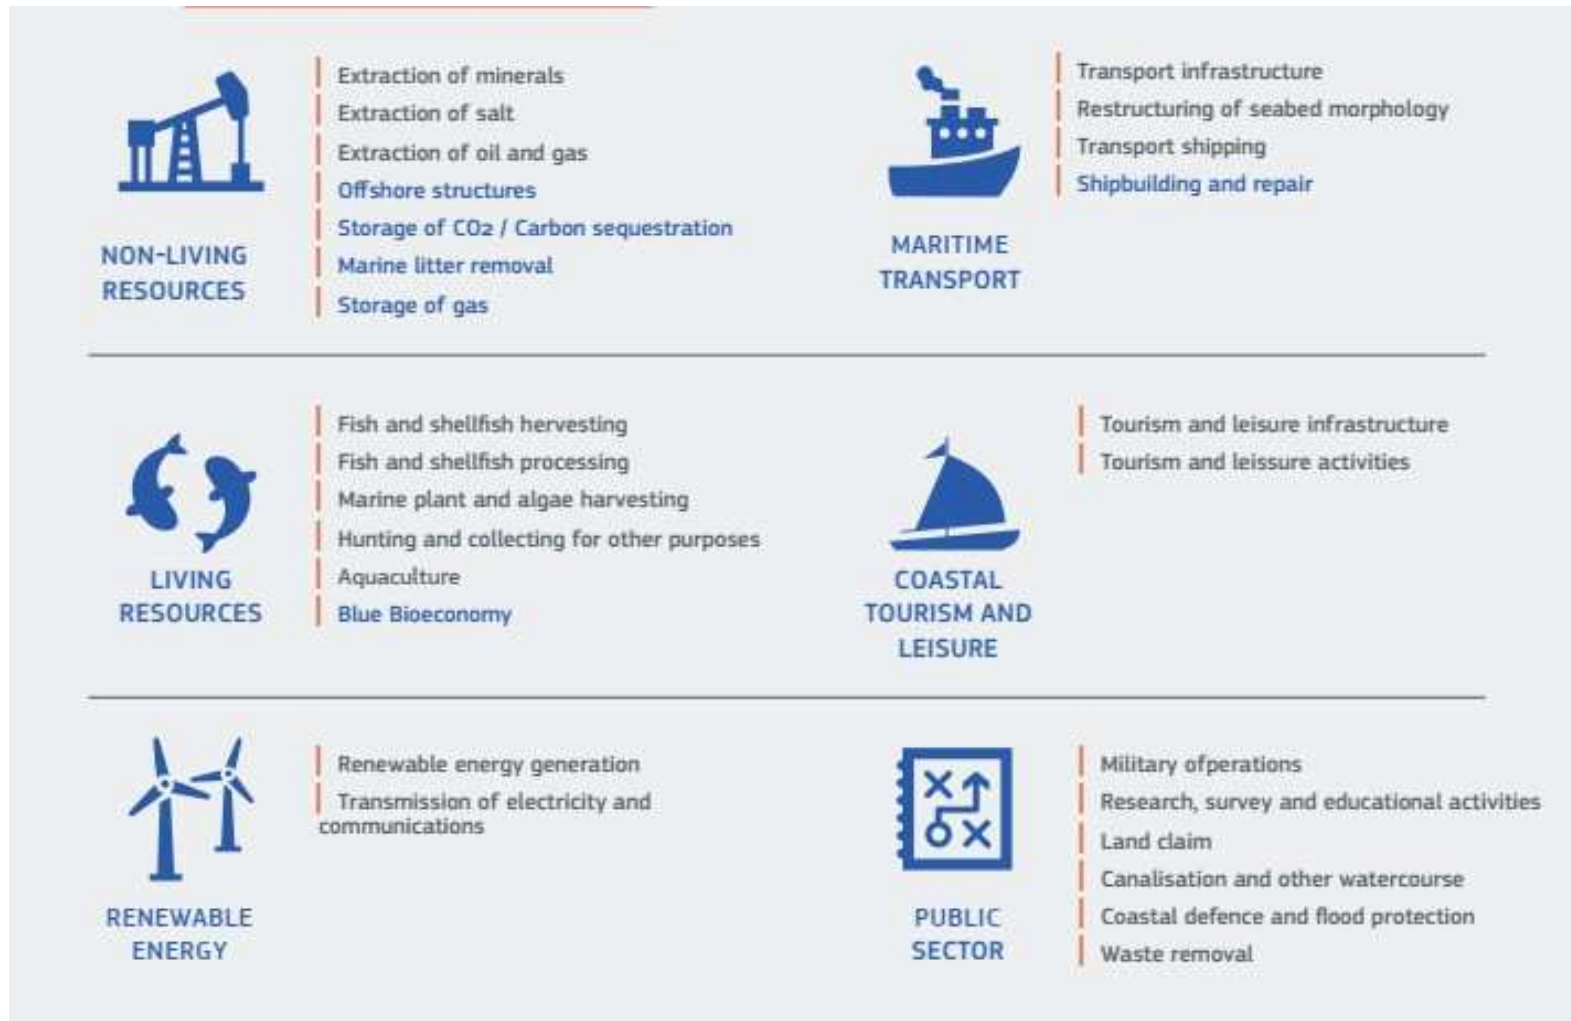 Extraction of minerals
Extraction of salt
Extraction of oil and gas
Offshore structures
Storage of CO2 / Carbon sequestration
Marine litter removal
Storage of gas
NON-LIVING
RESOURCES
Transport infrastructure
Restructuring of seabed morphology
Transport shipping
Shipbuilding and repair
MARITIME
TRANSPORT
Fish and shellfish hervesting
Fish and shellfish processing
Marine plant and algae harvesting
Hunting and collecting for other purposes
Aquaculture
Blue Bioeconomy
LIVING
RESOURCES
Tourism and leisure infrastructure
Tourism and leissure activities
COASTAL
TOURISM AND
LEISURE
Renewable energy generation
Transmission of electricity and
communications
RENEWABLE
ENERGY
Military ofperations
Research, survey and educational activities
Land claim
Canalisation and other watercourse
Coastal defence and flood protection
Waste removal
PUBLIC
SECTOR